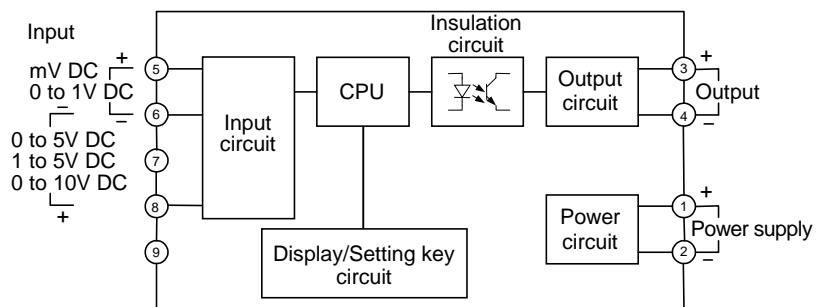 Input
mV DC
0 to 1V DC
+
−
−
0 to 5V DC
1 to 5V DC
0 to 10V DC
+
5
6
7
8
9
Input
circuit
CPU
Insulation
circuit
Output
circuit
3
4
+
Output
−
Display/Setting key
circuit
Power
circuit
1
2
+
Power supply
−